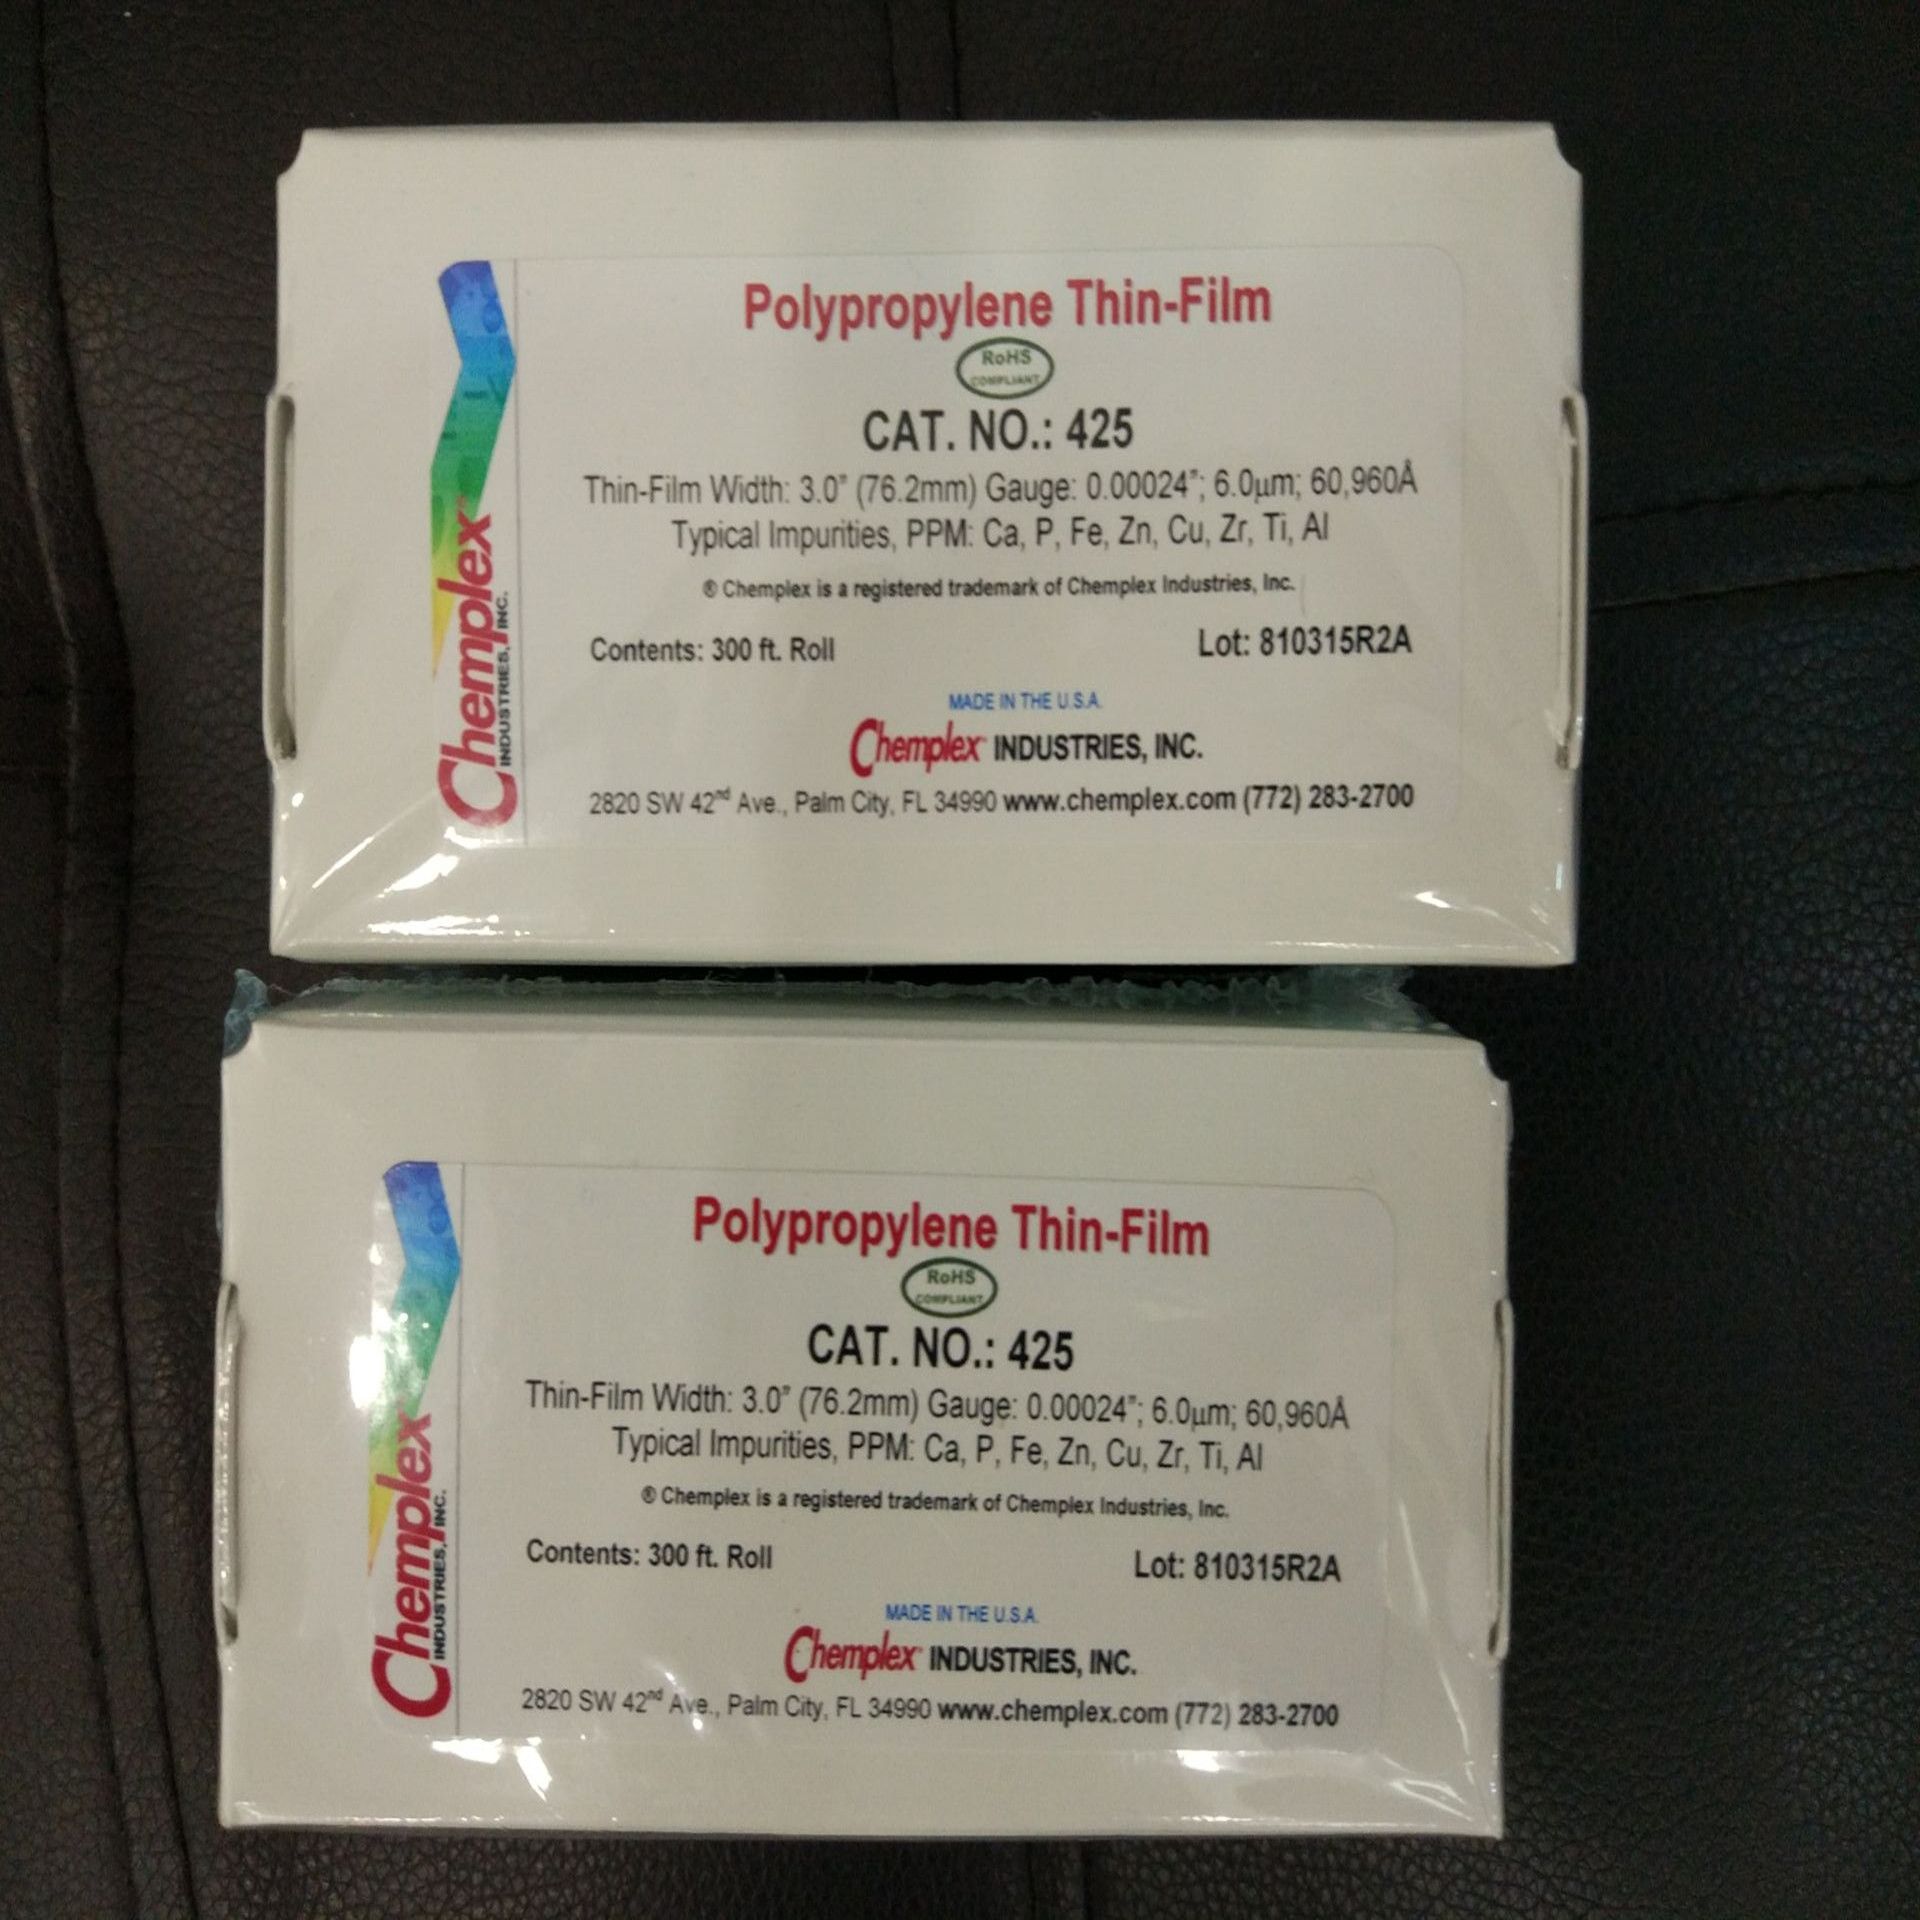 Polypropylene Thin-Film
RoHS
COMPLIANT
CAT. NO.: 425
Thin-Film Width: 3.0" (76.2mm) Gauge: 0.00024"; 6.0µm; 60,960Å
Typical Impurities, PPM: Ca, P, Fe, Zn, Cu, Zr, Ti, Al
® Chemplex is a registered trademark of Chemplex Industries, Inc.
Contents: 300 ft. Roll
Lot: 810315R2A
MADE IN THE U.S.A.
Chemplex INDUSTRIES, INC.
2820 SW 42nd Ave., Palm City, FL 34990 www.chemplex.com (772) 283-2700
Chemplex
INDUSTRIES, INC.
Polypropylene Thin-Film
RoHS
COMPLIANT
CAT. NO.: 425
Thin-Film Width: 3.0" (76.2mm) Gauge: 0.00024"; 6.0µm; 60,960Å
Typical Impurities, PPM: Ca, P, Fe, Zn, Cu, Zr, Ti, Al
® Chemplex is a registered trademark of Chemplex Industries, Inc.
Contents: 300 ft. Roll
Lot: 810315R2A
MADE IN THE U.S.A.
Chemplex INDUSTRIES, INC.
2820 SW 42nd Ave., Palm City, FL 34990 www.chemplex.com (772) 283-2700
Chemplex
INDUSTRIES, INC.